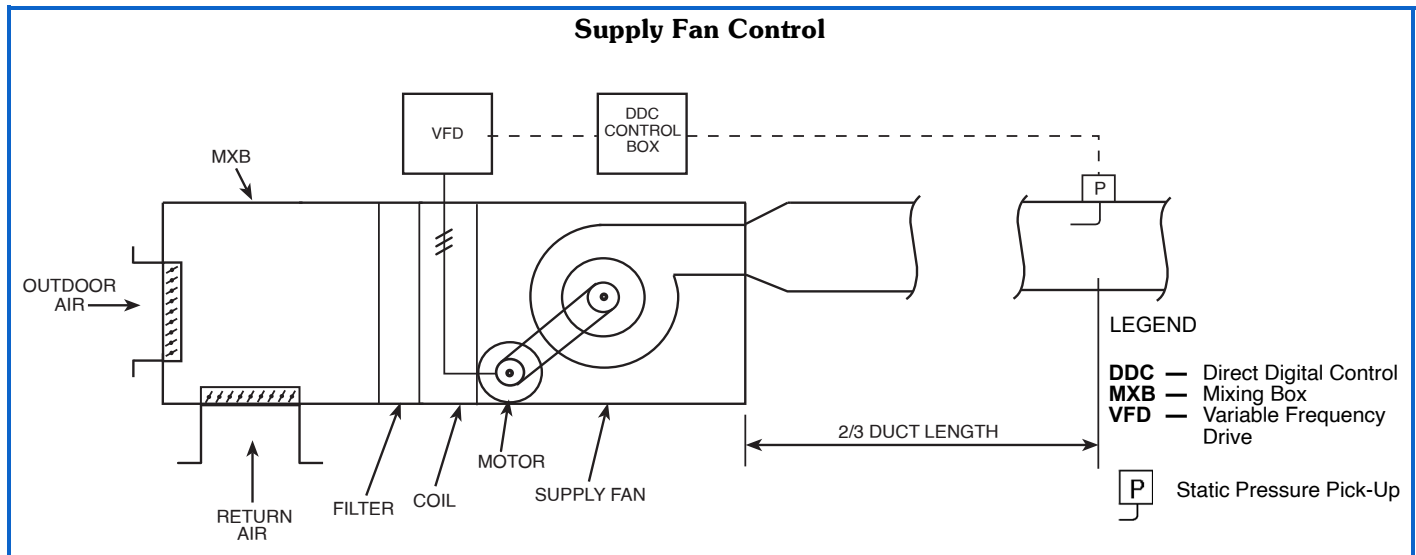 Supply Fan Control
VFD
DDC
CONTROL
BOX
MXB
P
OUTDOOR
AIR
LEGEND
DDC — Direct Digital Control
MXB — Mixing Box
VFD — Variable Frequency
Drive
2/3 DUCT LENGTH
MOTOR
SUPPLY FAN
COIL
FILTER
RETURN
AIR
P Static Pressure Pick-Up